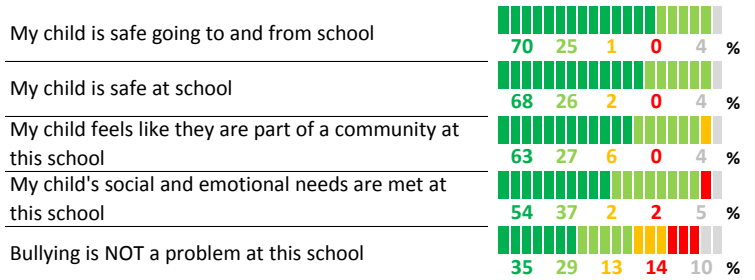 My child is safe going to and from school
70 25 1 0 4 %
My child is safe at school
68 26 2 0 4 %
My child feels like they are part of a community at
this school
63 27 6 0 4 %
My child's social and emotional needs are met at
this school
54 37 2 2 5 %
Bullying is NOT a problem at this school
35 29 13 14 10 %